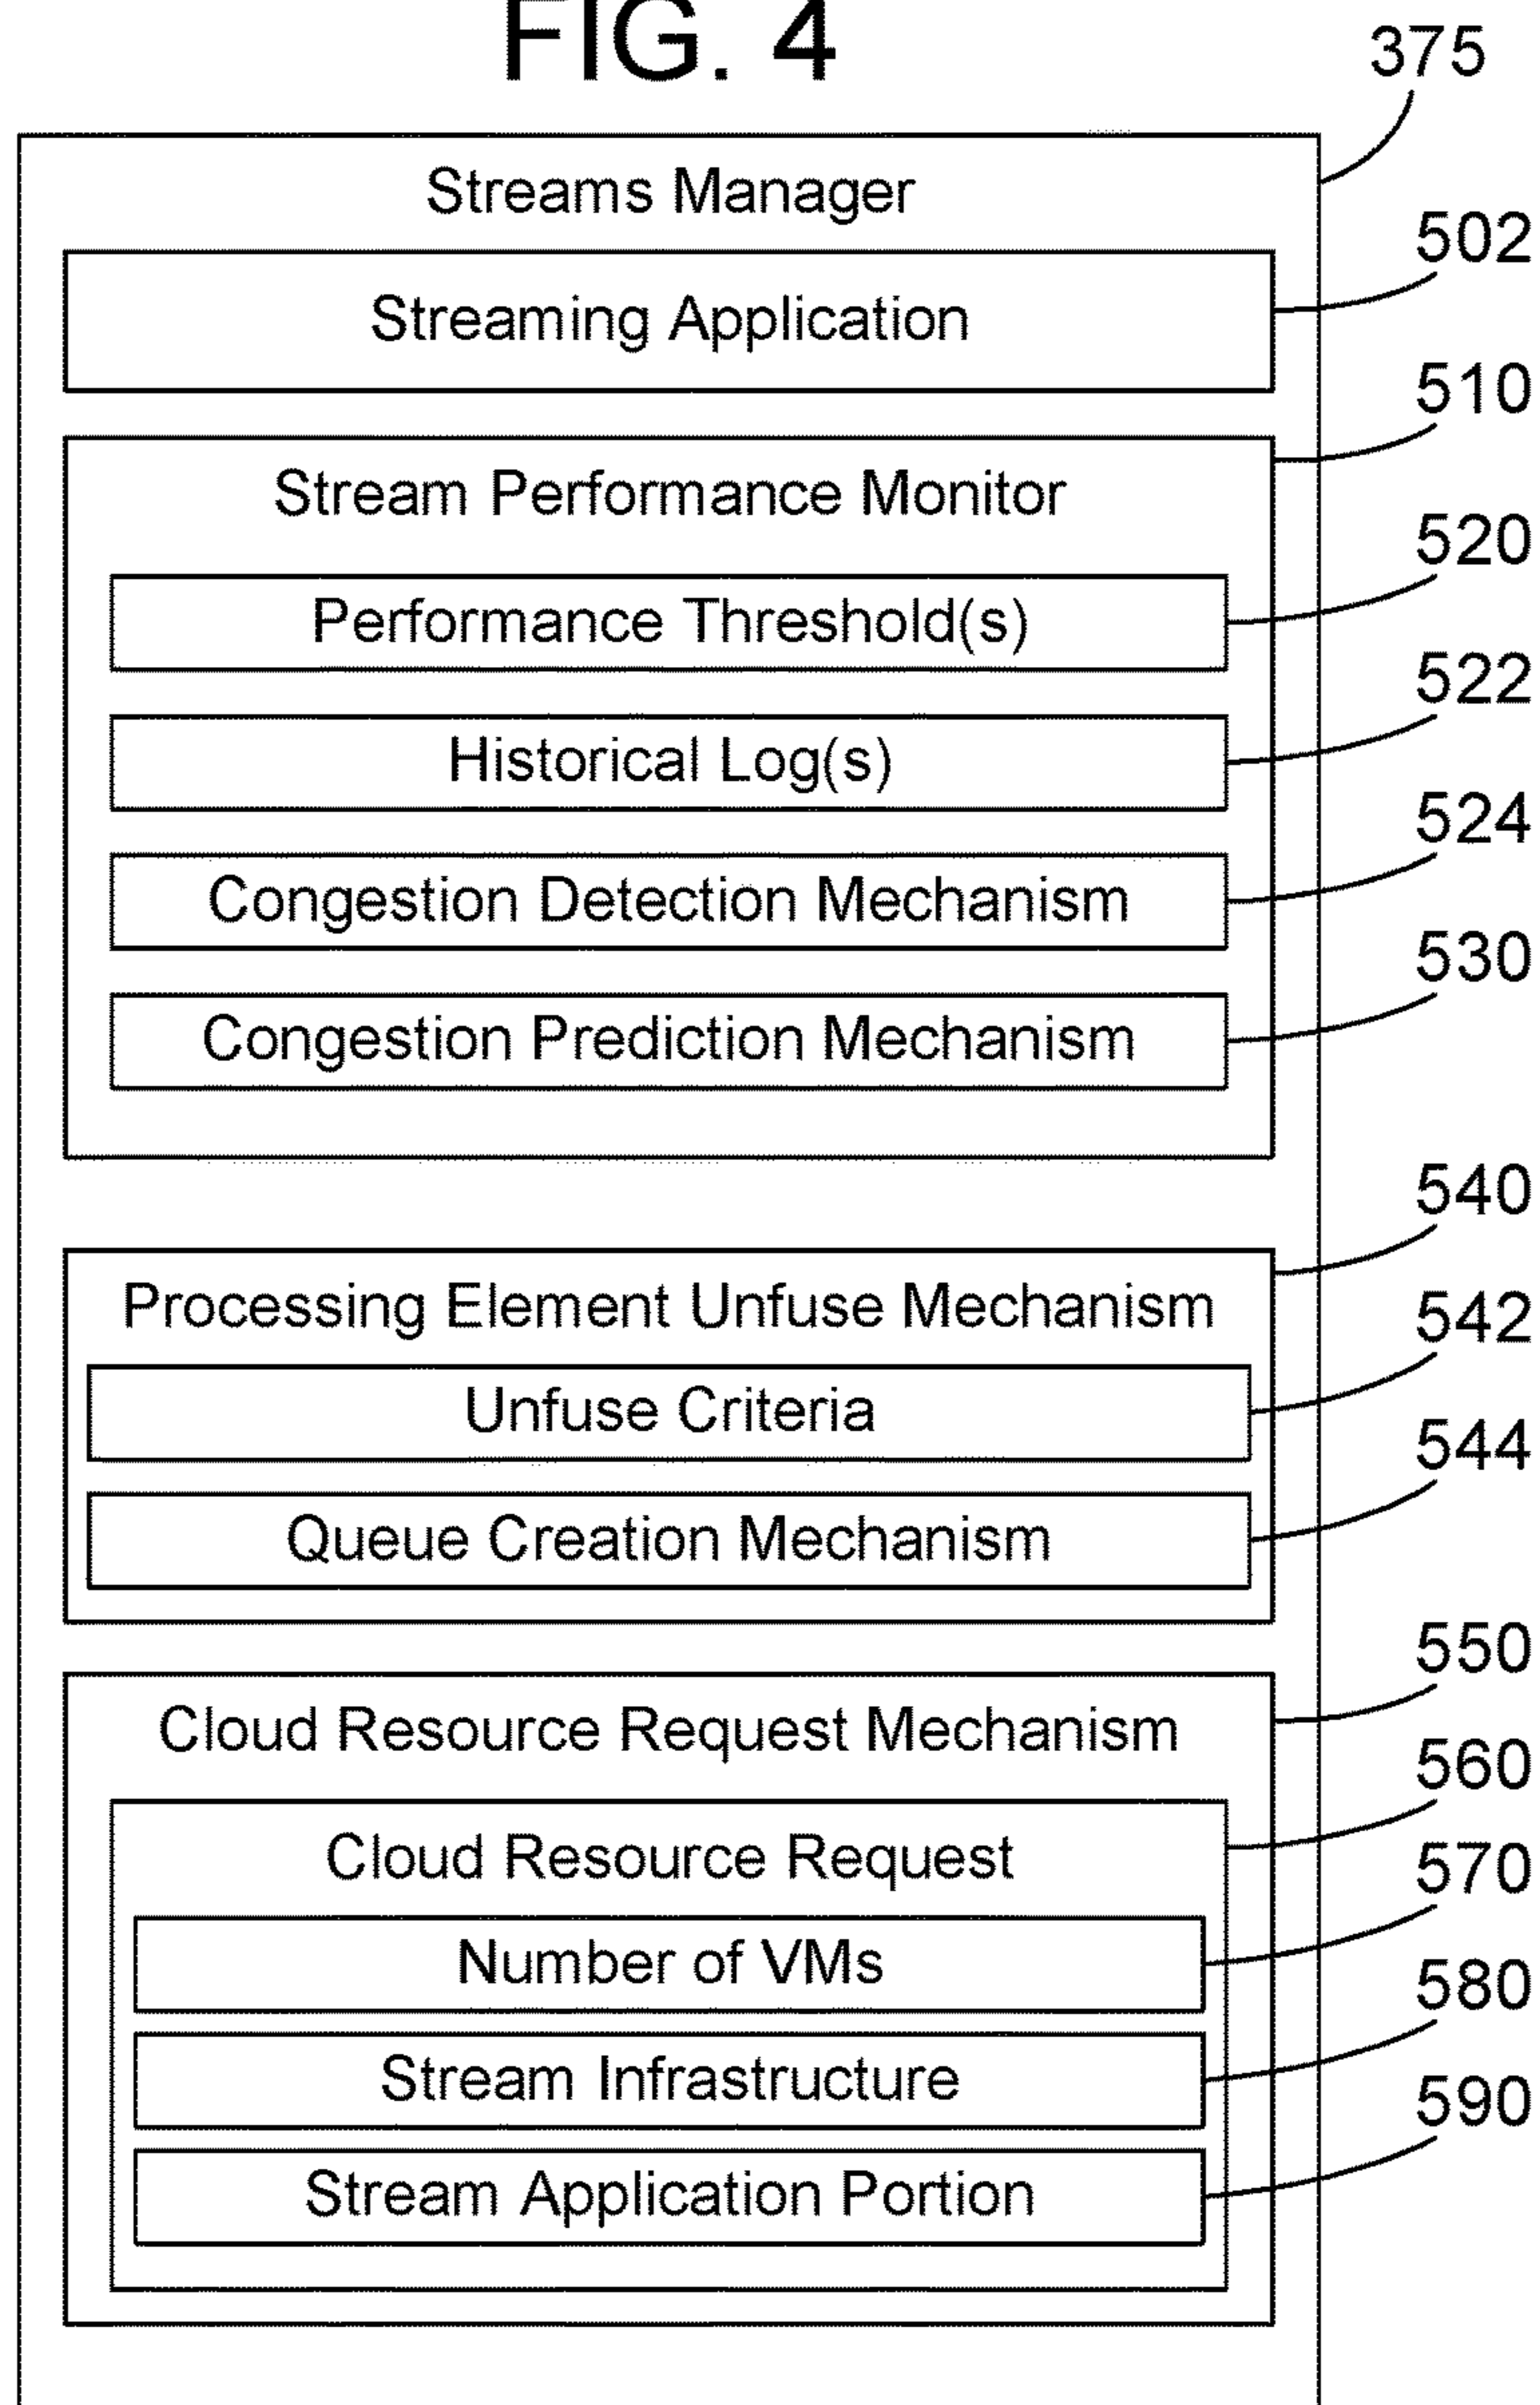 FIG. 4
375
Streams Manager
502
Streaming Application
510
Stream Performance Monitor
520
Performance Threshold(s)
522
Historical Log(s)
524
Congestion Detection Mechanism
530
Congestion Prediction Mechanism
540
Processing Element Unfuse Mechanism
542
Unfuse Criteria
544
Queue Creation Mechanism
550
Cloud Resource Request Mechanism
560
Cloud Resource Request
570
Number of VMs
580
Stream Infrastructure
590
Stream Application Portion